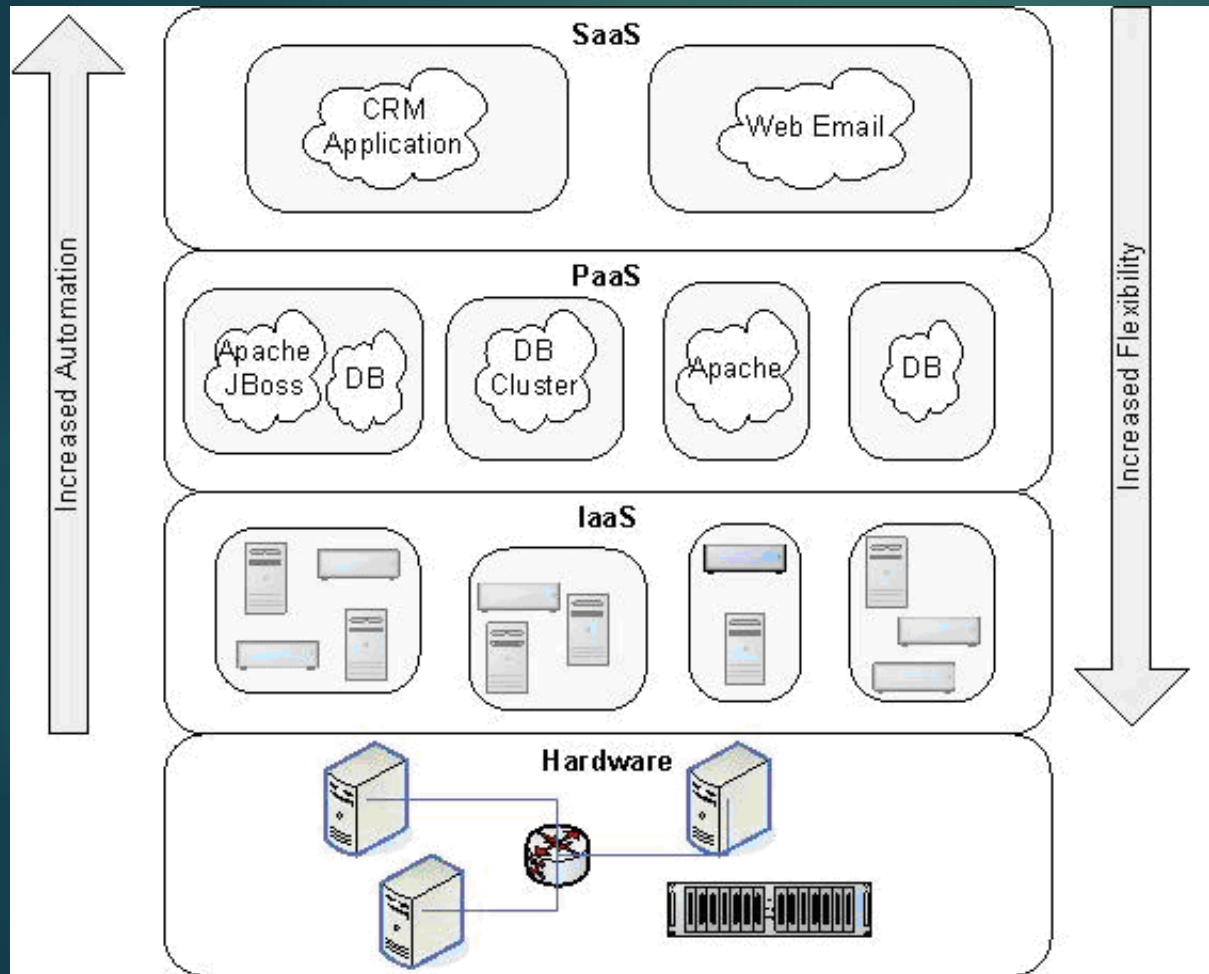 SaaS
CRM
Application
Web Email
Increased Automation
Increased Flexibility
PaaS
Apache
JBoss
DB
DB
Cluster
Apache
DB
IaaS
Hardware